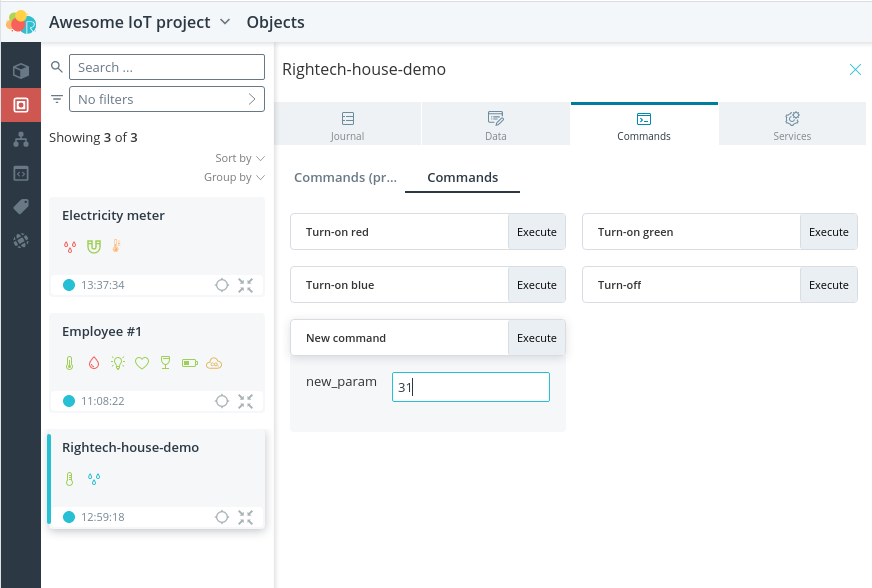 Awesome IoT project
Objects
Search ...
No filters
Showing 3 of 3
Sort by
Group by
Electricity meter
13:37:34
Employee #1
11:08:22
Rightech-house-demo
12:59:18
Rightech-house-demo
Journal
Data
Commands
Services
Commands (pr...
Commands
Turn-on red
Execute
Turn-on green
Execute
Turn-on blue
Execute
Turn-off
Execute
New command
Execute
new_param
31